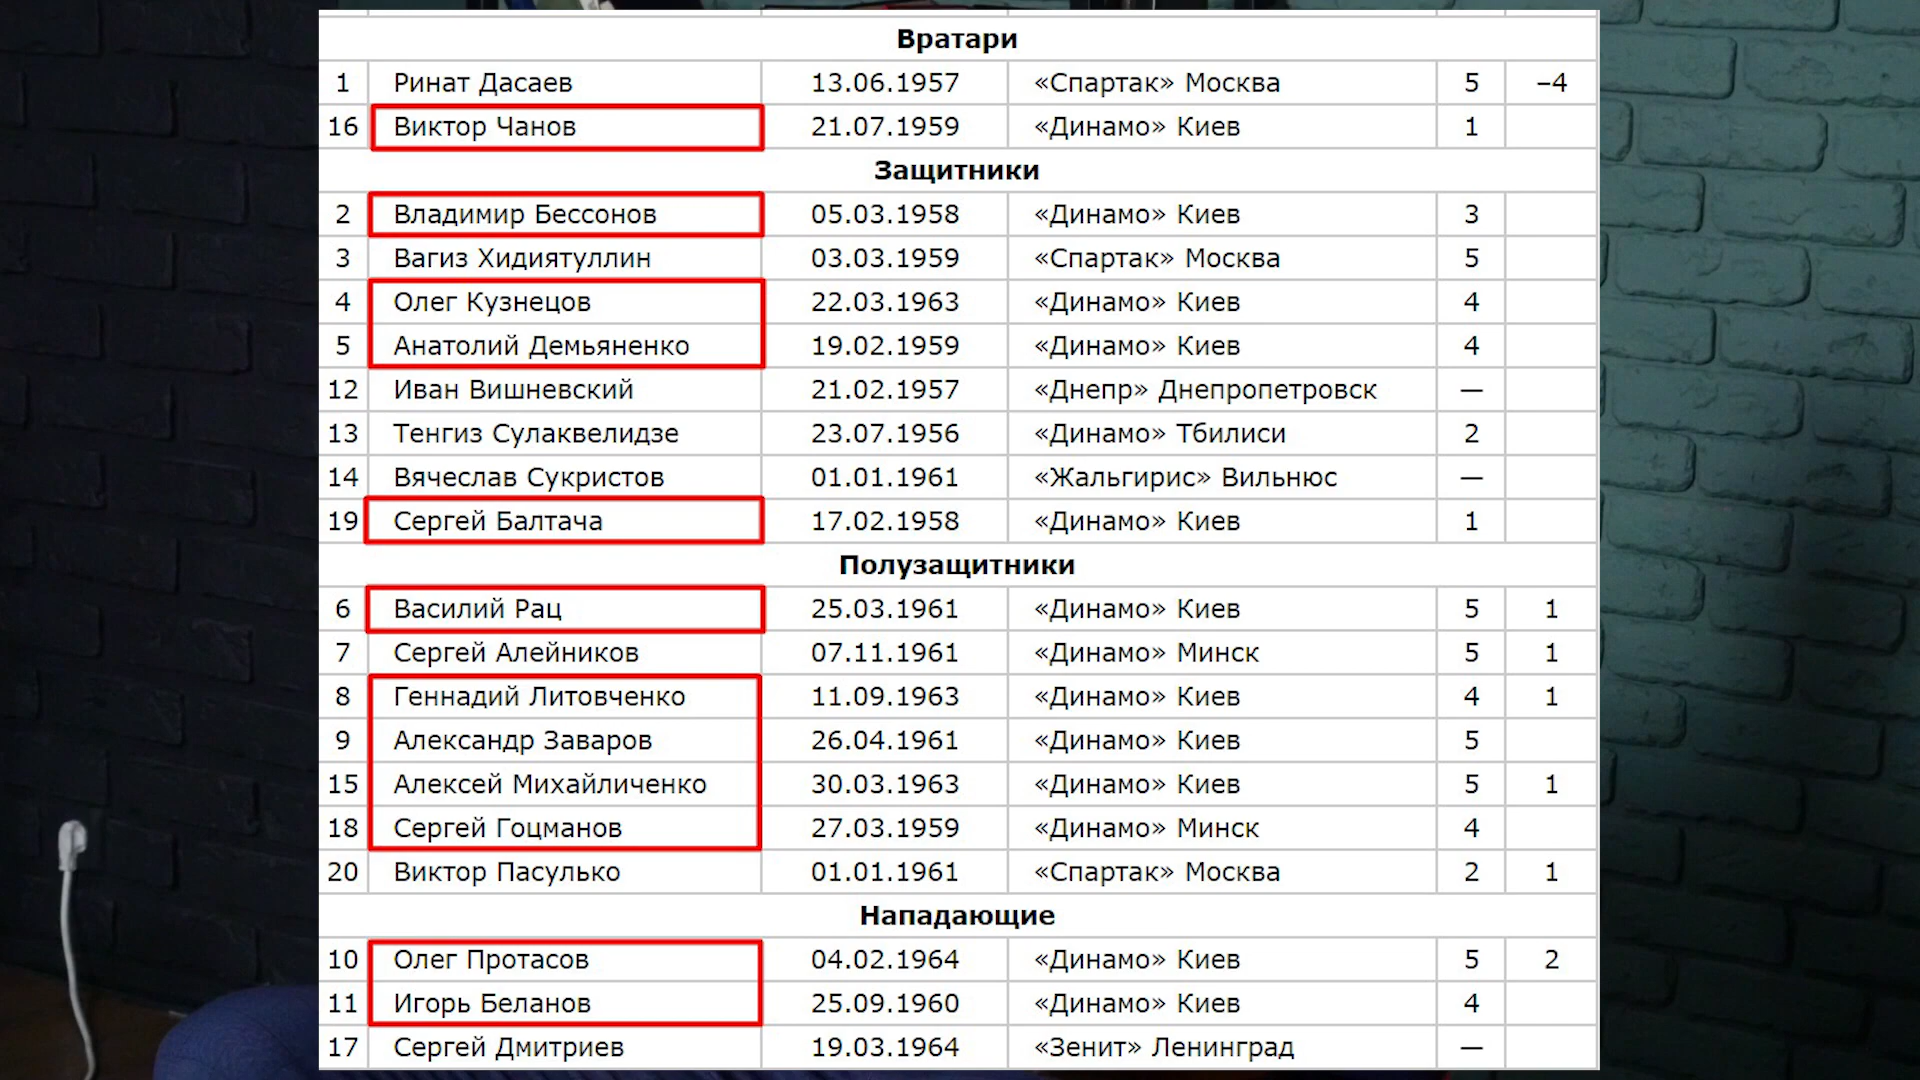 Вратари
1 Ринат Дасаев 13.06.1957 «Спартак» Москва 5 –4
16 Виктор Чанов 21.07.1959 «Динамо» Киев 1
Защитники
2 Владимир Бессонов 05.03.1958 «Динамо» Киев 3
3 Вагиз Хидиятуллин 03.03.1959 «Спартак» Москва 5
4 Олег Кузнецов 22.03.1963 «Динамо» Киев 4
5 Анатолий Демьяненко 19.02.1959 «Динамо» Киев 4
12 Иван Вишневский 21.02.1957 «Днепр» Днепропетровск —
13 Тенгиз Сулаквелидзе 23.07.1956 «Динамо» Тбилиси 2
14 Вячеслав Сукристов 01.01.1961 «Жальгирис» Вильнюс —
19 Сергей Балтача 17.02.1958 «Динамо» Киев 1
Полузащитники
6 Василий Рац 25.03.1961 «Динамо» Киев 5 1
7 Сергей Алейников 07.11.1961 «Динамо» Минск 5 1
8 Геннадий Литовченко 11.09.1963 «Динамо» Киев 4 1
9 Александр Заваров 26.04.1961 «Динамо» Киев 5
15 Алексей Михайличенко 30.03.1963 «Динамо» Киев 5 1
18 Сергей Гоцманов 27.03.1959 «Динамо» Минск 4
20 Виктор Пасулько 01.01.1961 «Спартак» Москва 2 1
Нападающие
10 Олег Протасов 04.02.1964 «Динамо» Киев 5 2
11 Игорь Беланов 25.09.1960 «Динамо» Киев 4
17 Сергей Дмитриев 19.03.1964 «Зенит» Ленинград —